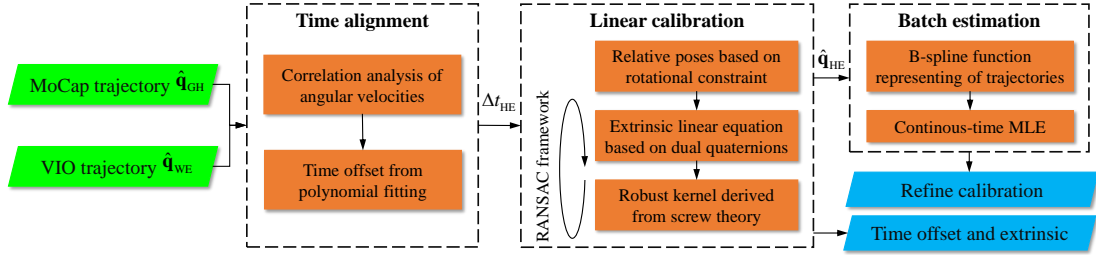 Time alignment
Linear calibration
Batch estimation
MoCap trajectory q̂GH
VIO trajectory q̂WE
Correlation analysis of
angular velocities
Time offset from
polynomial fitting
ΔtHE
RANSAC framework
Relative poses based on
rotational constraint
Extrinsic linear equation
based on dual quaternions
Robust kernel derived
from screw theory
q̂HE
B-spline function
representing of trajectories
Continous-time MLE
Refine calibration
Time offset and extrinsic